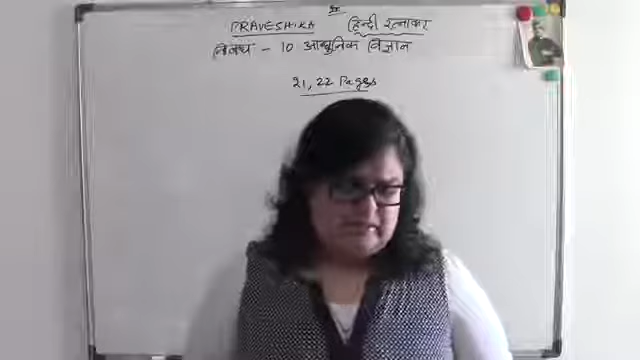 PRAVESHIKA हिन्दी रत्नाकर
निबंध - 10 आधुनिक विज्ञान
21, 22 Pages